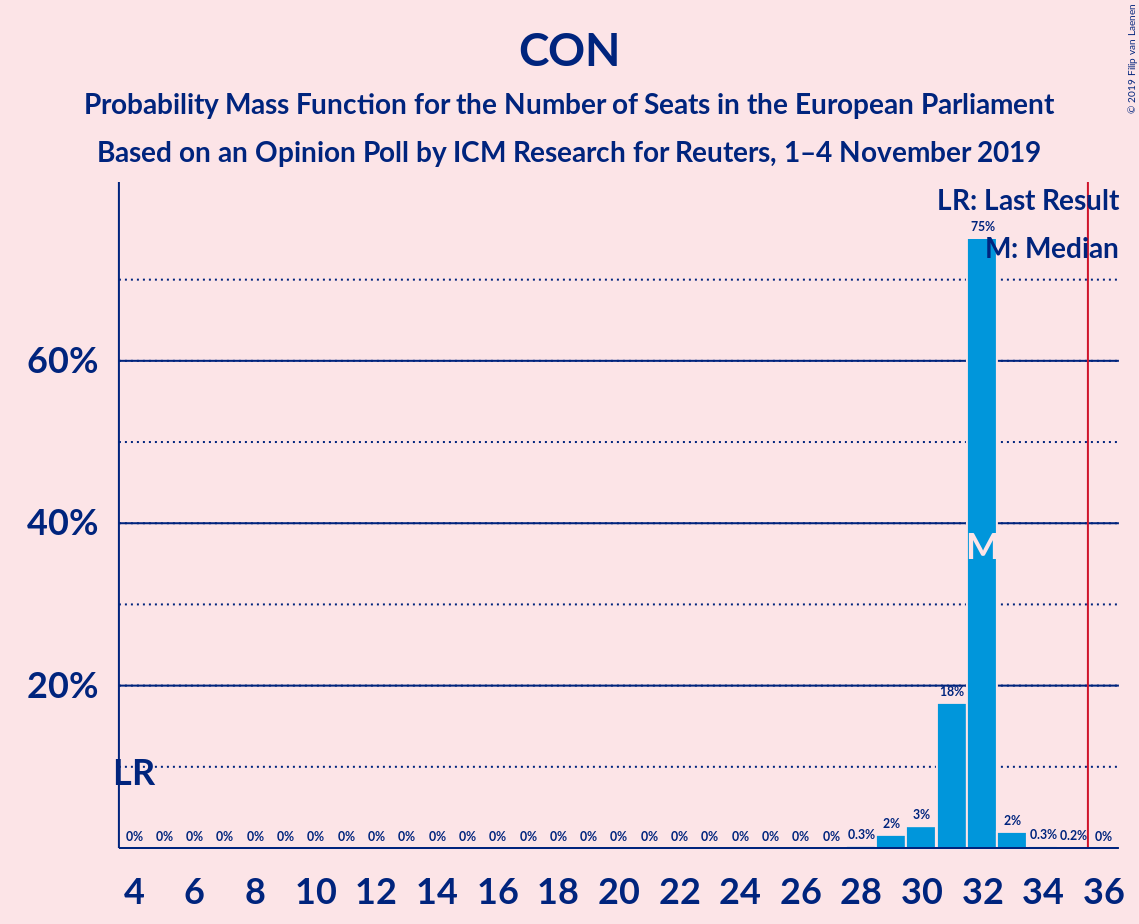 CON
Probability Mass Function for the Number of Seats in the European Parliament
Based on an Opinion Poll by ICM Research for Reuters, 1–4 November 2019
© 2019 Filip van Laenen
LR: Last Result
M: Median
75%
60%
40%
M
20%
18%
LR
0% 0% 0% 0% 0% 0% 0% 0% 0% 0% 0% 0% 0% 0% 0% 0% 0% 0% 0% 0% 0% 0% 0% 0% 0.3% 2% 3% 2% 0.3% 0.2% 0%
4 6 8 10 12 14 16 18 20 22 24 26 28 30 32 34 36